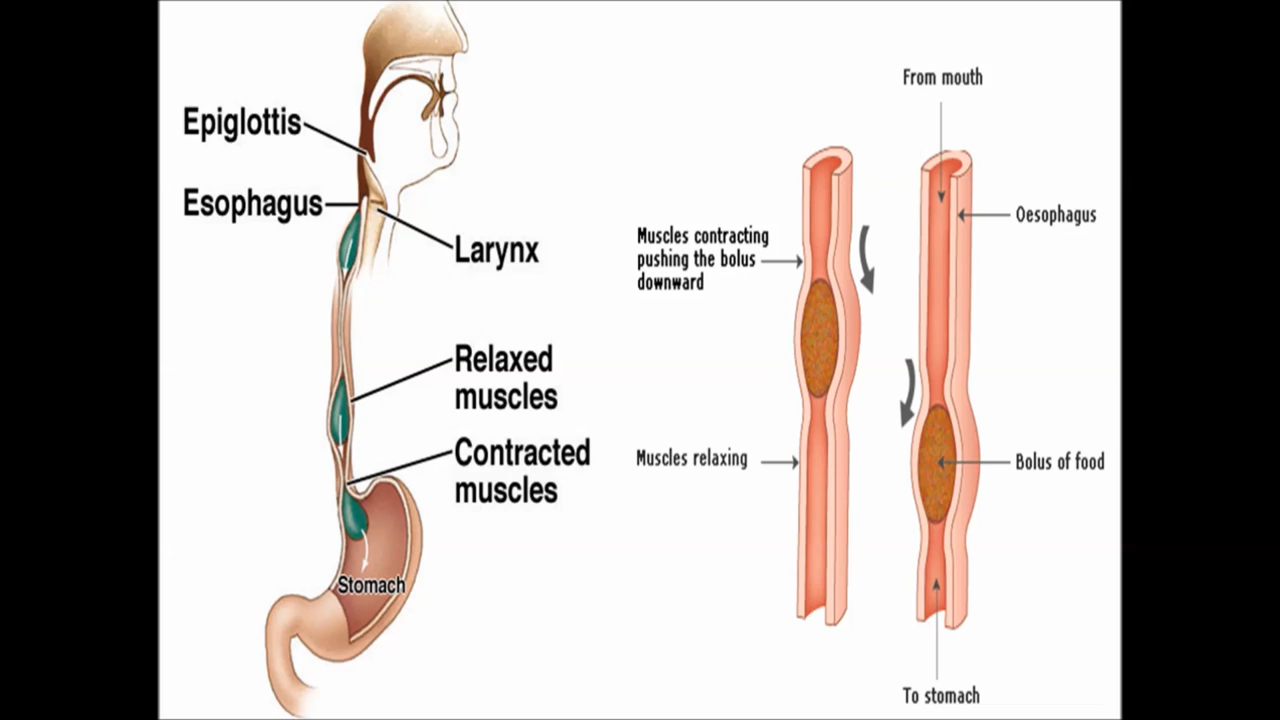 Epiglottis
Esophagus
Larynx
Relaxed
muscles
Contracted
muscles
Stomach
From mouth
Oesophagus
Muscles contracting
pushing the bolus
downward
Muscles relaxing
Bolus of food
To stomach